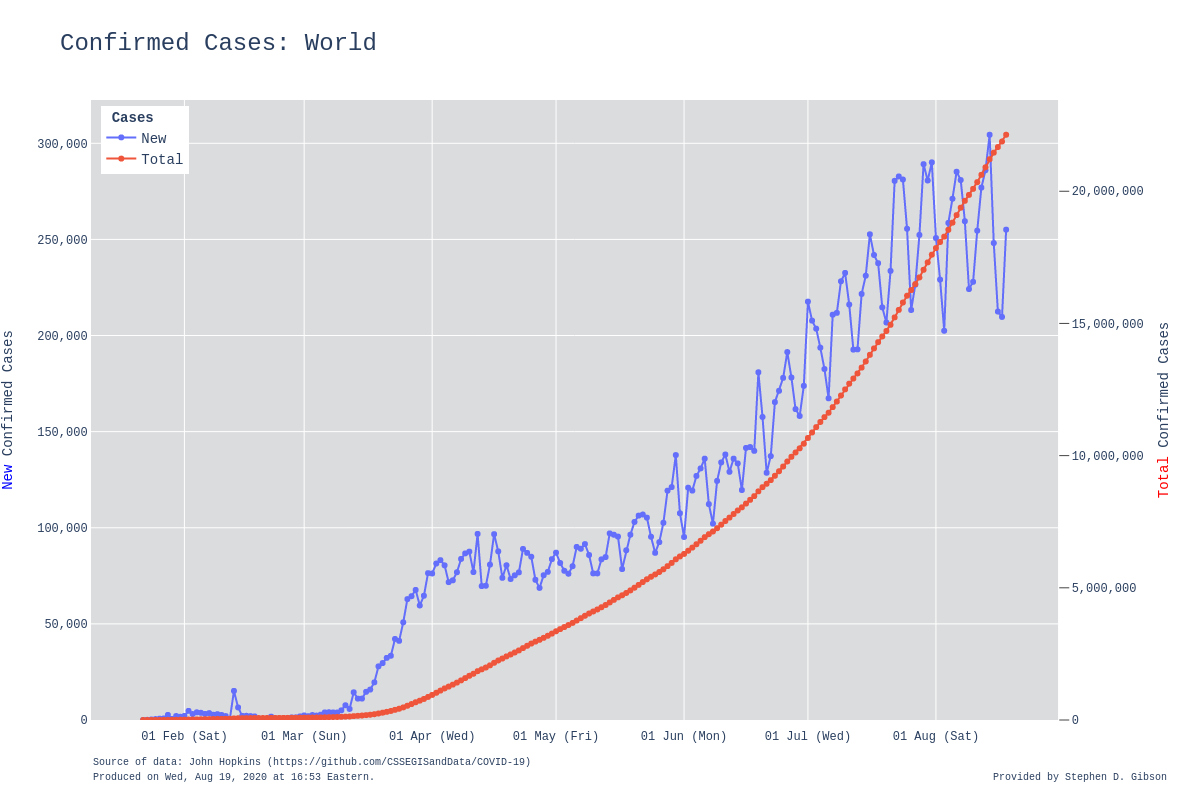 Confirmed Cases: World
Cases
New
Total
300,000
250,000
200,000
150,000
100,000
50,000
0
New Confirmed Cases
20,000,000
15,000,000
10,000,000
5,000,000
0
Total Confirmed Cases
01 Feb (Sat)
01 Mar (Sun)
01 Apr (Wed)
01 May (Fri)
01 Jun (Mon)
01 Jul (Wed)
01 Aug (Sat)
Source of data: John Hopkins (https://github.com/CSSEGISandData/COVID-19)
Produced on Wed, Aug 19, 2020 at 16:53 Eastern.
Provided by Stephen D. Gibson